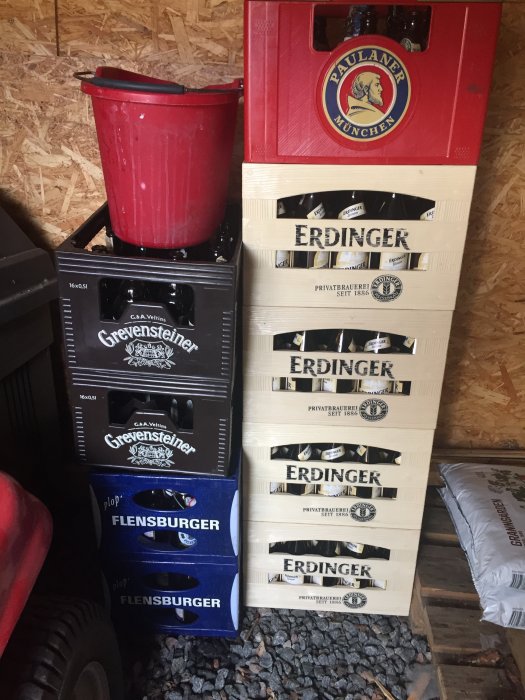 PAULANER
MÜNCHEN
ERDINGER
PRIVATBRAUEREI
SEIT 1886
ERDINGER
PRIVATBRAUEREI
SEIT 1886
ERDINGER
PRIVATBRAUEREI
SEIT 1886
ERDINGER
PRIVATBRAUEREI
SEIT 1886
16x0,5l
C.& A. Veltins
Grevensteiner
16x0,5l
C.& A. Veltins
Grevensteiner
plop'
FLENSBURGER
plop'
FLENSBURGER